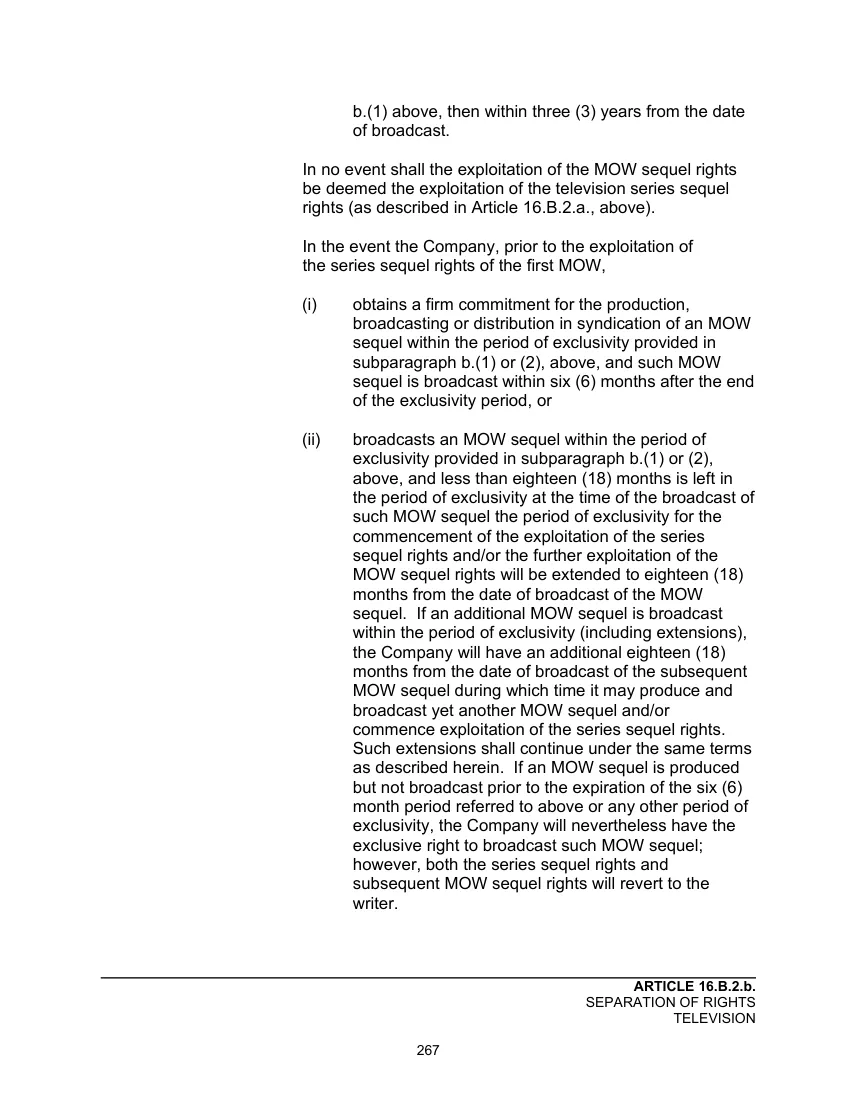 b.(1) above, then within three (3) years from the date
of broadcast.
In no event shall the exploitation of the MOW sequel rights
be deemed the exploitation of the television series sequel
rights (as described in Article 16.B.2.a., above).
In the event the Company, prior to the exploitation of
the series sequel rights of the first MOW,
(i) obtains a firm commitment for the production,
broadcasting or distribution in syndication of an MOW
sequel within the period of exclusivity provided in
subparagraph b.(1) or (2), above, and such MOW
sequel is broadcast within six (6) months after the end
of the exclusivity period, or
(ii) broadcasts an MOW sequel within the period of
exclusivity provided in subparagraph b.(1) or (2),
above, and less than eighteen (18) months is left in
the period of exclusivity at the time of the broadcast of
such MOW sequel the period of exclusivity for the
commencement of the exploitation of the series
sequel rights and/or the further exploitation of the
MOW sequel rights will be extended to eighteen (18)
months from the date of broadcast of the MOW
sequel.  If an additional MOW sequel is broadcast
within the period of exclusivity (including extensions),
the Company will have an additional eighteen (18)
months from the date of broadcast of the subsequent
MOW sequel during which time it may produce and
broadcast yet another MOW sequel and/or
commence exploitation of the series sequel rights.
Such extensions shall continue under the same terms
as described herein.  If an MOW sequel is produced
but not broadcast prior to the expiration of the six (6)
month period referred to above or any other period of
exclusivity, the Company will nevertheless have the
exclusive right to broadcast such MOW sequel;
however, both the series sequel rights and
subsequent MOW sequel rights will revert to the
writer.
ARTICLE 16.B.2.b.
SEPARATION OF RIGHTS
TELEVISION
267